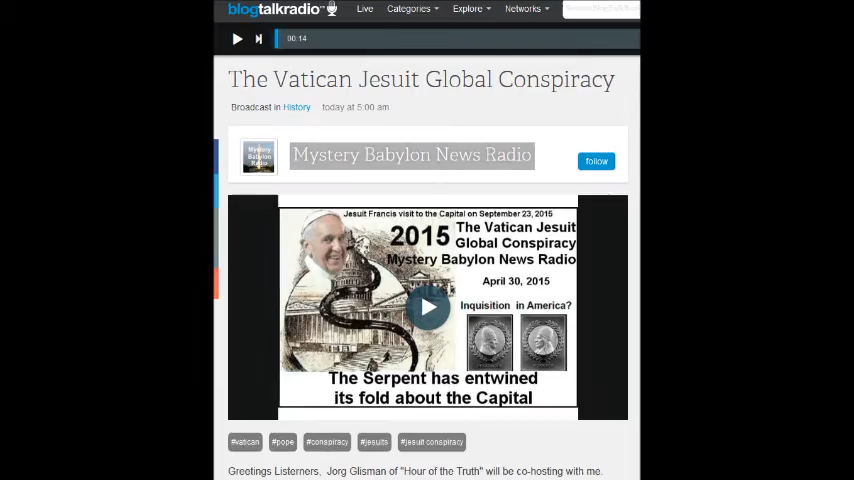 blogtalkradio
Live Categories Explore Networks
00:14
The Vatican Jesuit Global Conspiracy
Broadcast in History today at 5:00 am
Mystery
Babylon
Radio
Mystery Babylon News Radio
follow
Jesuit Francis visit to the Capital on September 23, 2015
2015
The Vatican Jesuit
Global Conspiracy
Mystery Babylon News Radio
April 30, 2015
Inquisition in America?
The Serpent has entwined
its fold about the Capital
#vatican #pope #conspiracy #jesuits #jesuit conspiracy
Greetings Listerners, Jorg Glisman of "Hour of the Truth" will be co-hosting with me.